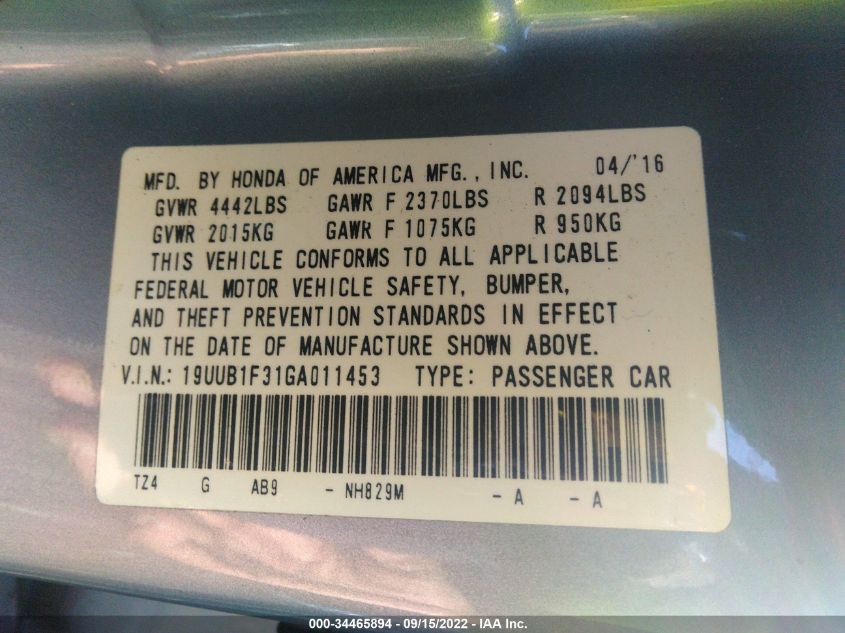 MFD. BY HONDA OF AMERICA MFG., INC. 04/'16
GVWR 4442LBS GAWR F 2370LBS R 2094LBS
GVWR 2015KG GAWR F 1075KG R 950KG
THIS VEHICLE CONFORMS TO ALL APPLICABLE
FEDERAL MOTOR VEHICLE SAFETY, BUMPER,
AND THEFT PREVENTION STANDARDS IN EFFECT
ON THE DATE OF MANUFACTURE SHOWN ABOVE.
V.I.N.: 19UUB1F31GA011453 TYPE: PASSENGER CAR
TZ4 G AB9 - NH829M - A - A
000-34465894 - 09/15/2022 - IAA Inc.